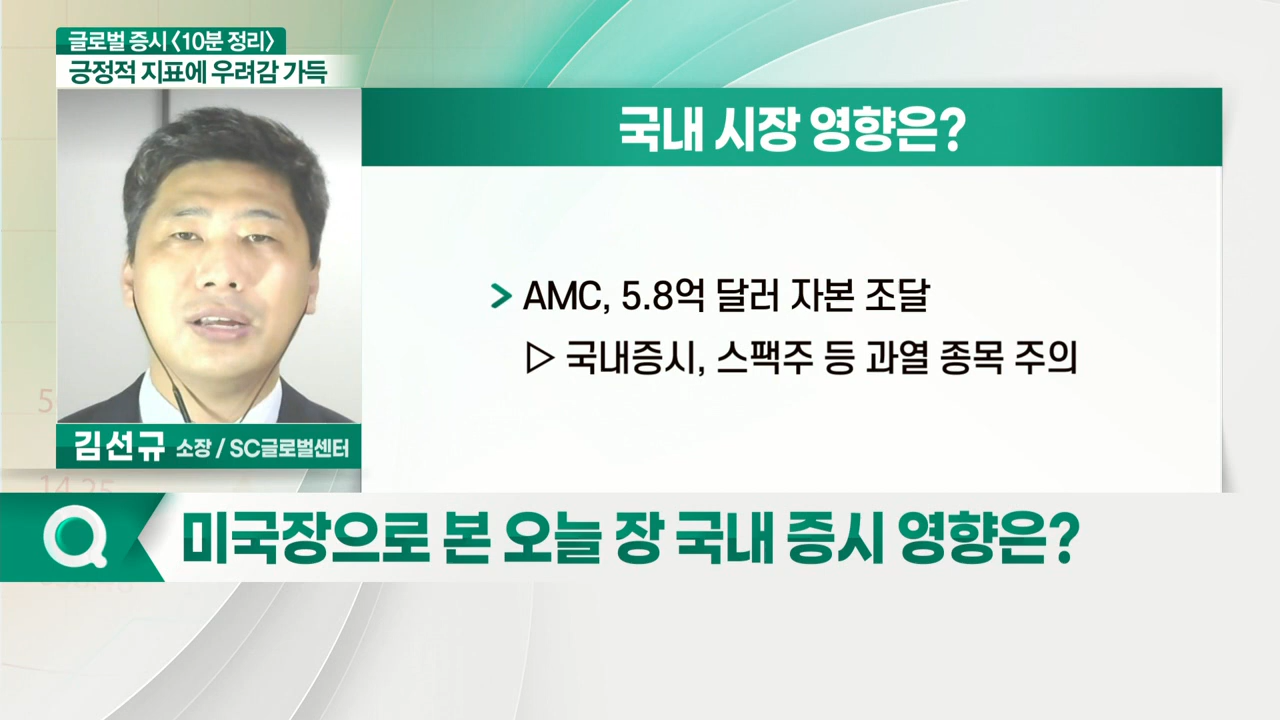 글로벌 증시 〈10분 정리〉
긍정적 지표에 우려감 가득
국내 시장 영향은?
> AMC, 5.8억 달러 자본 조달
▷ 국내증시, 스팩주 등 과열 종목 주의
김선규 소장 / SC글로벌센터
미국장으로 본 오늘 장 국내 증시 영향은?